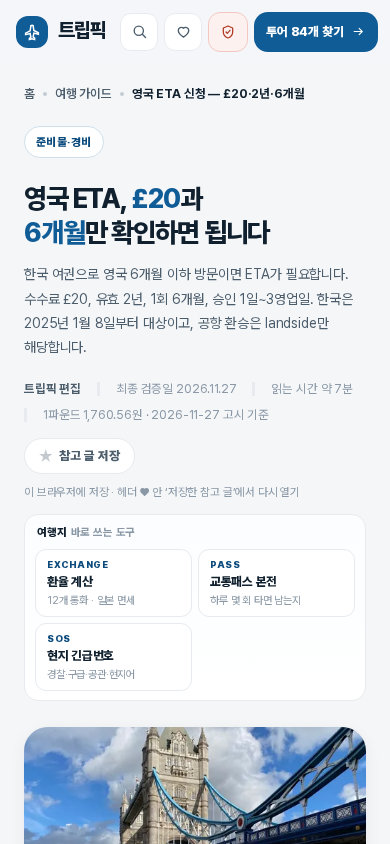 트립픽
투어 84개 찾기 →
홈 • 여행 가이드 • 영국 ETA 신청 — £20·2년·6개월
준비물·경비
영국 ETA, £20과
6개월만 확인하면 됩니다
한국 여권으로 영국 6개월 이하 방문이면 ETA가 필요합니다.
수수료 £20, 유효 2년, 1회 6개월, 승인 1일~3영업일. 한국은
2025년 1월 8일부터 대상이고, 공항 환승은 landside만
해당합니다.
트립픽 편집 | 최종 검증일 2026.11.27 | 읽는 시간 약 7분
| 1파운드 1,760.56원 · 2026-11-27 고시 기준
★ 참고 글 저장
이 브라우저에 저장 · 헤더 ♥ 안 '저장한 참고 글'에서 다시 열기
여행지 바로 쓰는 도구
EXCHANGE
환율 계산
12개 통화 · 일본 면세
PASS
교통패스 본전
하루 몇 회 타면 남는지
SOS
현지 긴급번호
경찰·구급·공관·현지어